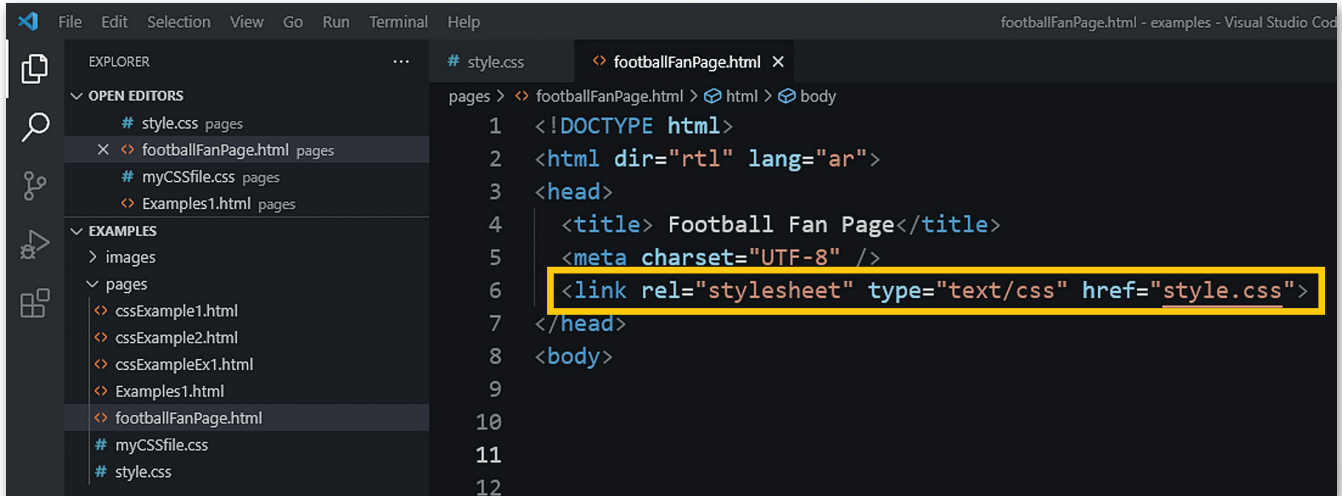 File Edit Selection View Go Run Terminal Help footballFanPage.html - examples - Visual Studio Cod
EXPLORER ...
OPEN EDITORS
# style.css pages
footballFanPage.html pages
# myCSSfile.css pages
Examples1.html pages
EXAMPLES
images
pages
cssExample1.html
cssExample2.html
cssExampleEx1.html
Examples1.html
footballFanPage.html
# myCSSfile.css
# style.css
# style.css <> footballFanPage.html ×
pages > <> footballFanPage.html > html > body
1 <!DOCTYPE html>
2 <html dir="rtl" lang="ar">
3 <head>
4 <title> Football Fan Page</title>
5 <meta charset="UTF-8" />
6 <link rel="stylesheet" type="text/css" href="style.css">
7 </head>
8 <body>
9
10
11
12